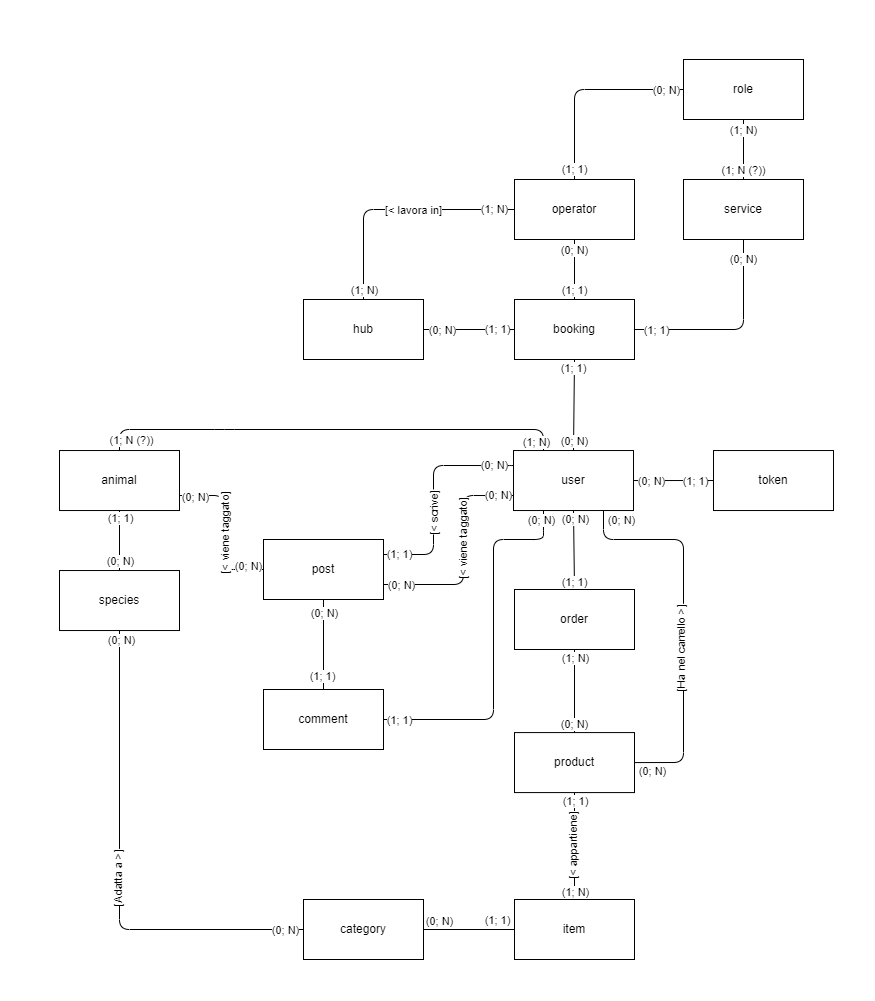 (0; N)
role
(1; N)
(1; 1)
(1; N (?))
[< lavora in]
(1; N)
operator
service
(0; N)
(0; N)
(1; N)
(1; 1)
hub
(0; N)
(1; 1)
booking
(1; 1)
(1; 1)
(1; N (?))
(1; N)
(0; N)
animal
(0; N)
[< viene taggato]
(0; N)
[< scrive]
(0; N)
[< viene taggato]
user
(0; N)
(1; 1)
token
(1; 1)
(0; N)
(0; N)
(0; N)
(0; N)
(0; N)
post
(1; 1)
(0; N)
(1; 1)
species
(0; N)
(0; N)
order
(1; N)
[Ha nel carrello >]
(1; 1)
comment
(1; 1)
(0; N)
product
(0; N)
(1; 1)
[< appartiene]
[Adatta a >]
(1; N)
(0; N)
category
(0; N)
(1; 1)
item